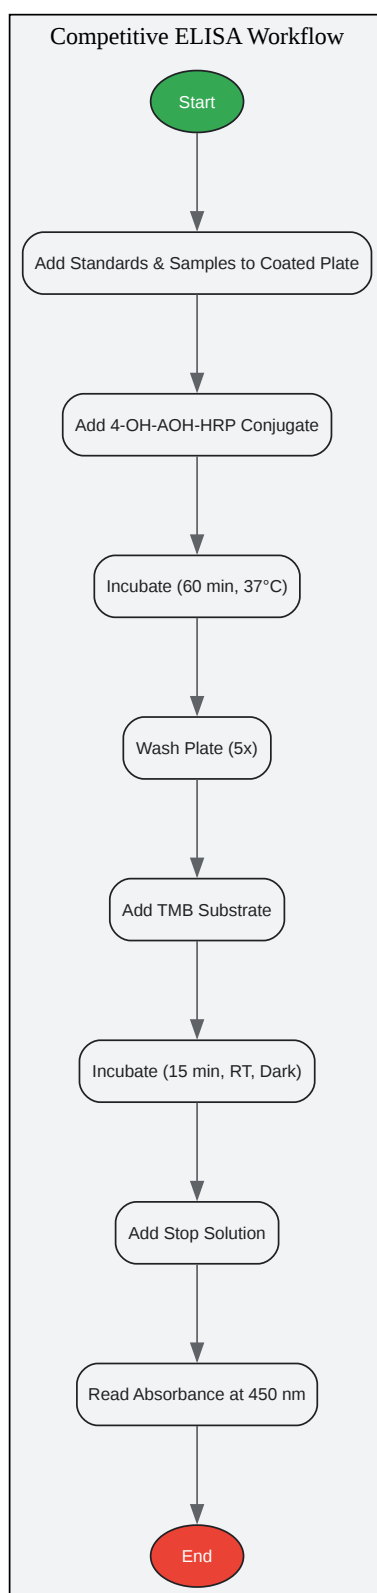 Competitive ELISA Workflow
Start
Add Standards & Samples to Coated Plate
Add 4-OH-AOH-HRP Conjugate
Incubate (60 min, 37°C)
Wash Plate (5x)
Add TMB Substrate
Incubate (15 min, RT, Dark)
Add Stop Solution
Read Absorbance at 450 nm
End